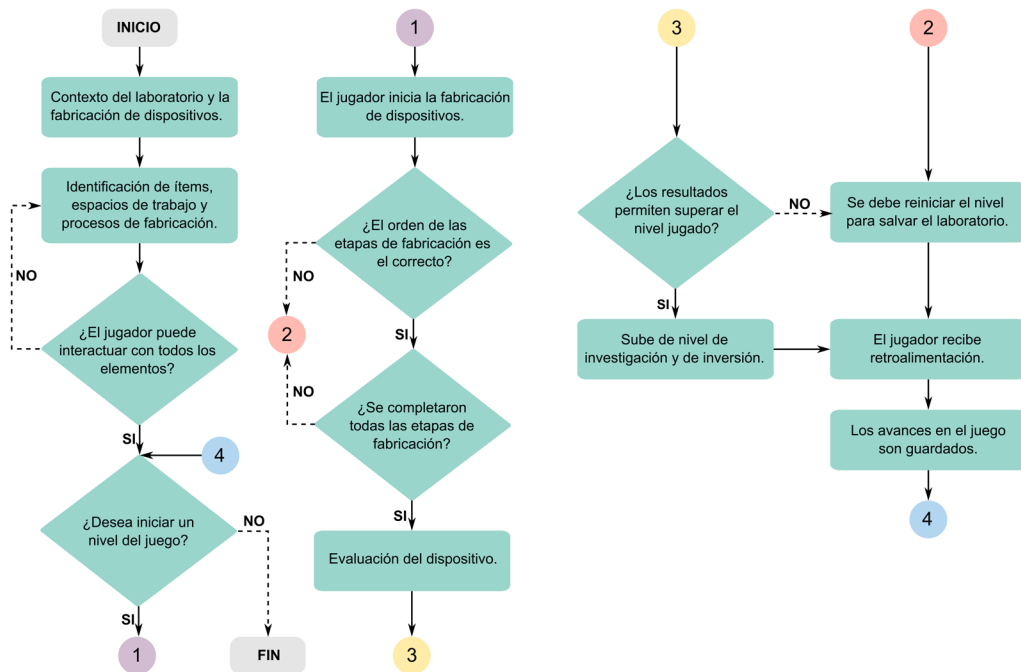 INICIO
Contexto del laboratorio y la
fabricación de dispositivos.
Identificación de ítems,
espacios de trabajo y
procesos de fabricación.
NO
¿El jugador puede
interactuar con todos los
elementos?
SI
4
¿Desea iniciar un
nivel del juego?
NO
SI
1
FIN
1
El jugador inicia la fabricación
de dispositivos.
¿El orden de las
etapas de fabricación es
el correcto?
NO
SI
2
NO
¿Se completaron
todas las etapas de
fabricación?
SI
Evaluación del dispositivo.
3
3
¿Los resultados
permiten superar el
nivel jugado?
NO
SI
Sube de nivel de
investigación y de inversión.
2
Se debe reiniciar el nivel
para salvar el laboratorio.
El jugador recibe
retroalimentación.
Los avances en el juego
son guardados.
4